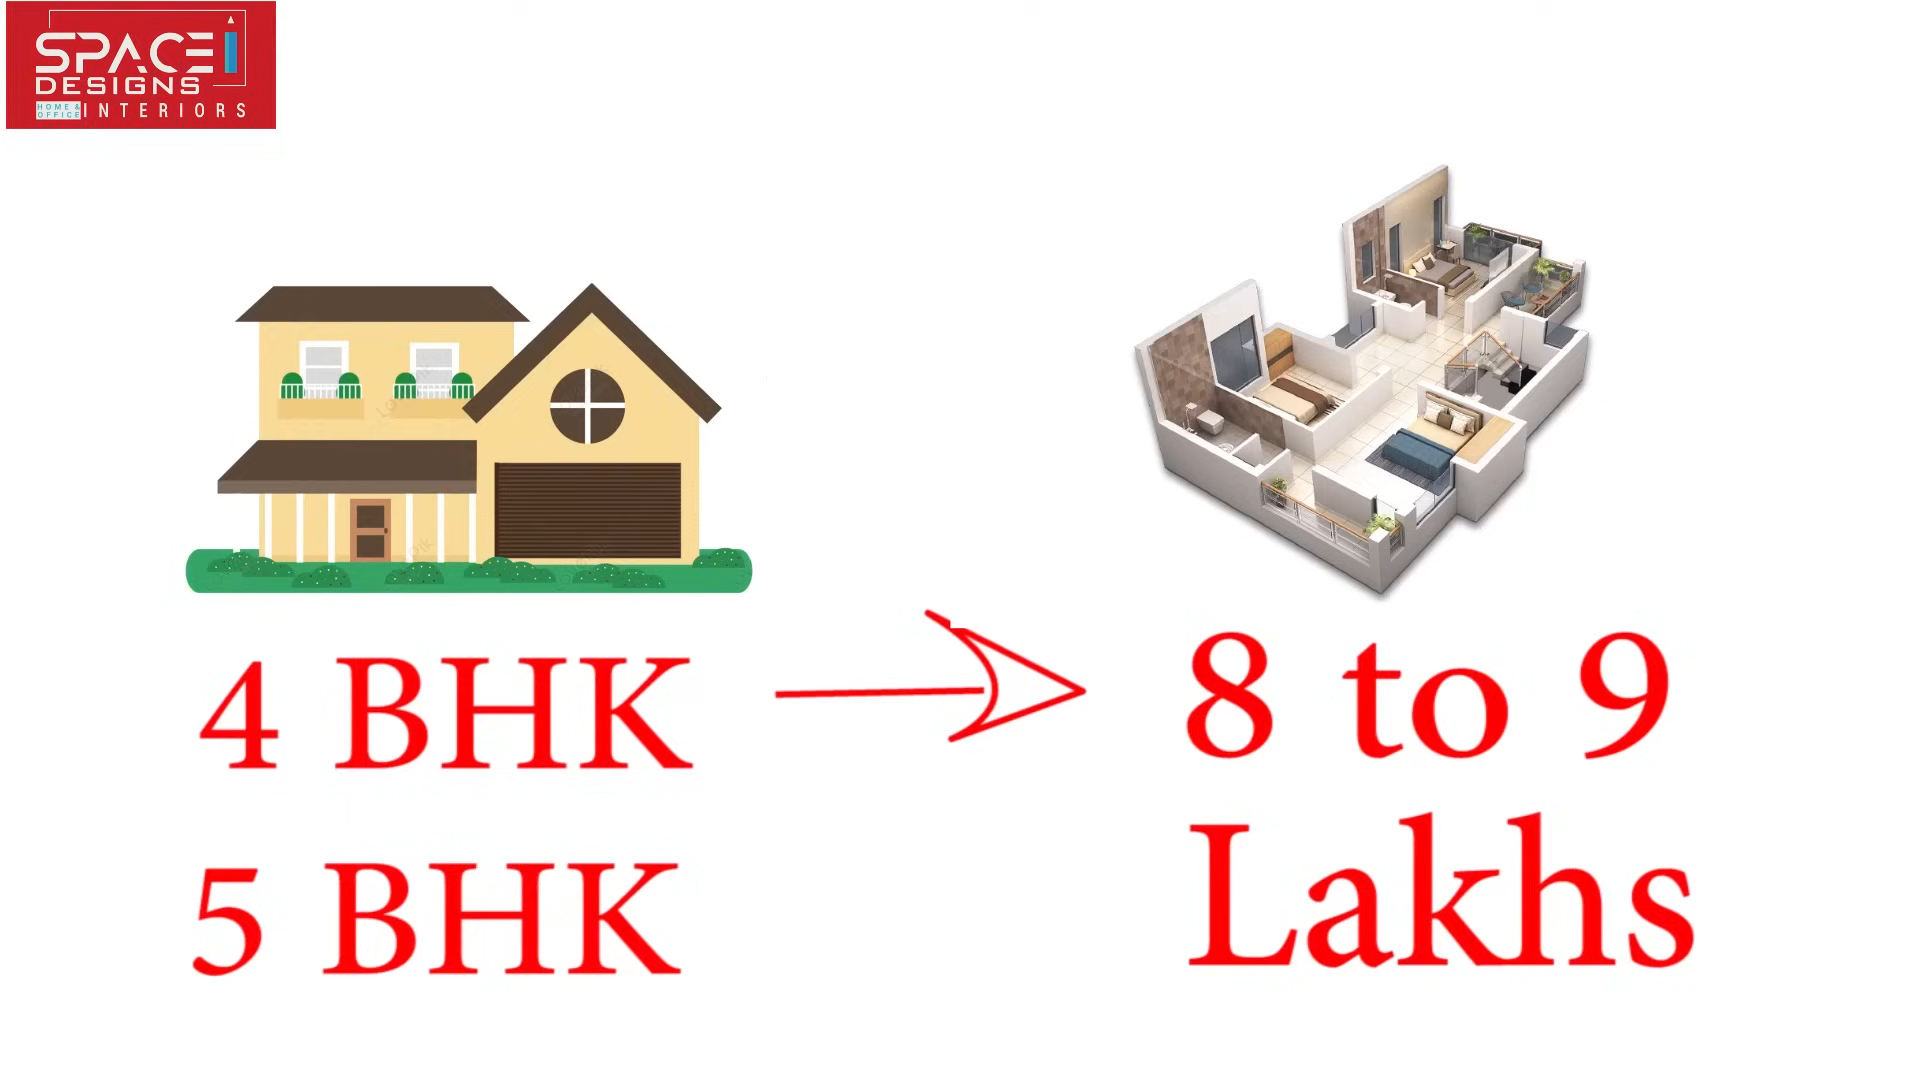 SPACE
DESIGNS
HOME &
OFFICE INTERIORS
4 BHK
8 to 9
Lakhs
5 BHK